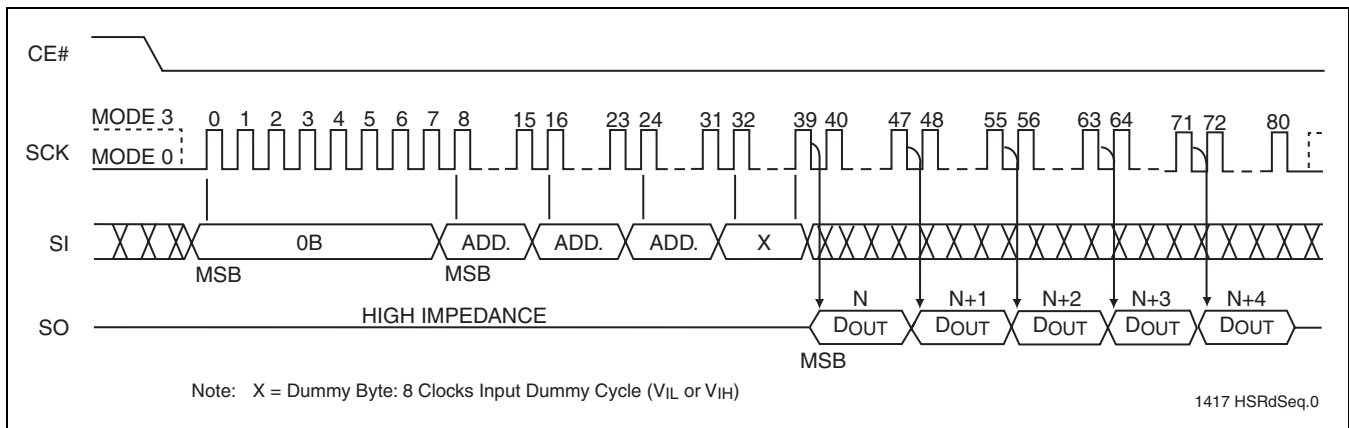 CE#
MODE 3
0 1 2 3 4 5 6 7 8 15 16 23 24 31 32 39 40 47 48 55 56 63 64 71 72 80
SCK
MODE 0
SI
0B ADD. ADD. ADD. X
MSB MSB
N N+1 N+2 N+3 N+4
HIGH IMPEDANCE
SO
DOUT DOUT DOUT DOUT DOUT
MSB
Note: X = Dummy Byte: 8 Clocks Input Dummy Cycle (VIL or VIH)
1417 HSRdSeq.0